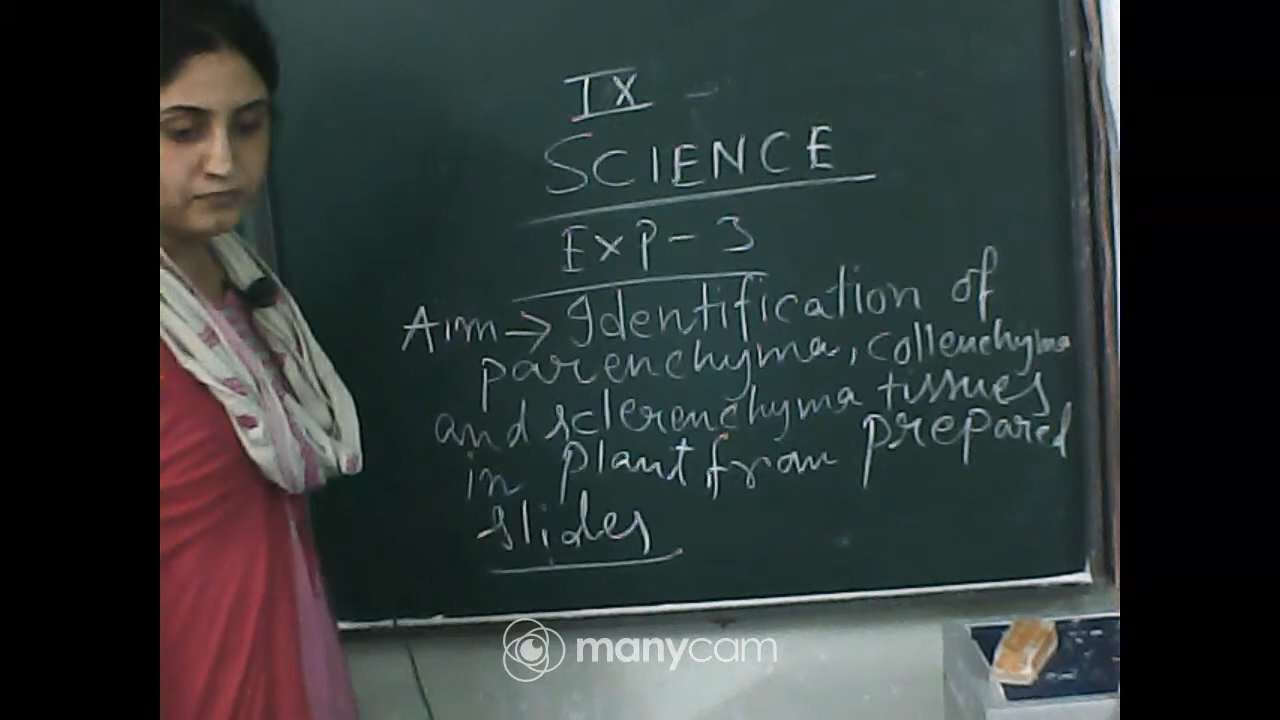 IX -
SCIENCE
Exp - 3
Aim → Identification of
parenchyma, collenchyma
and sclerenchyma tissues
in plant, from prepared
slides
manycam